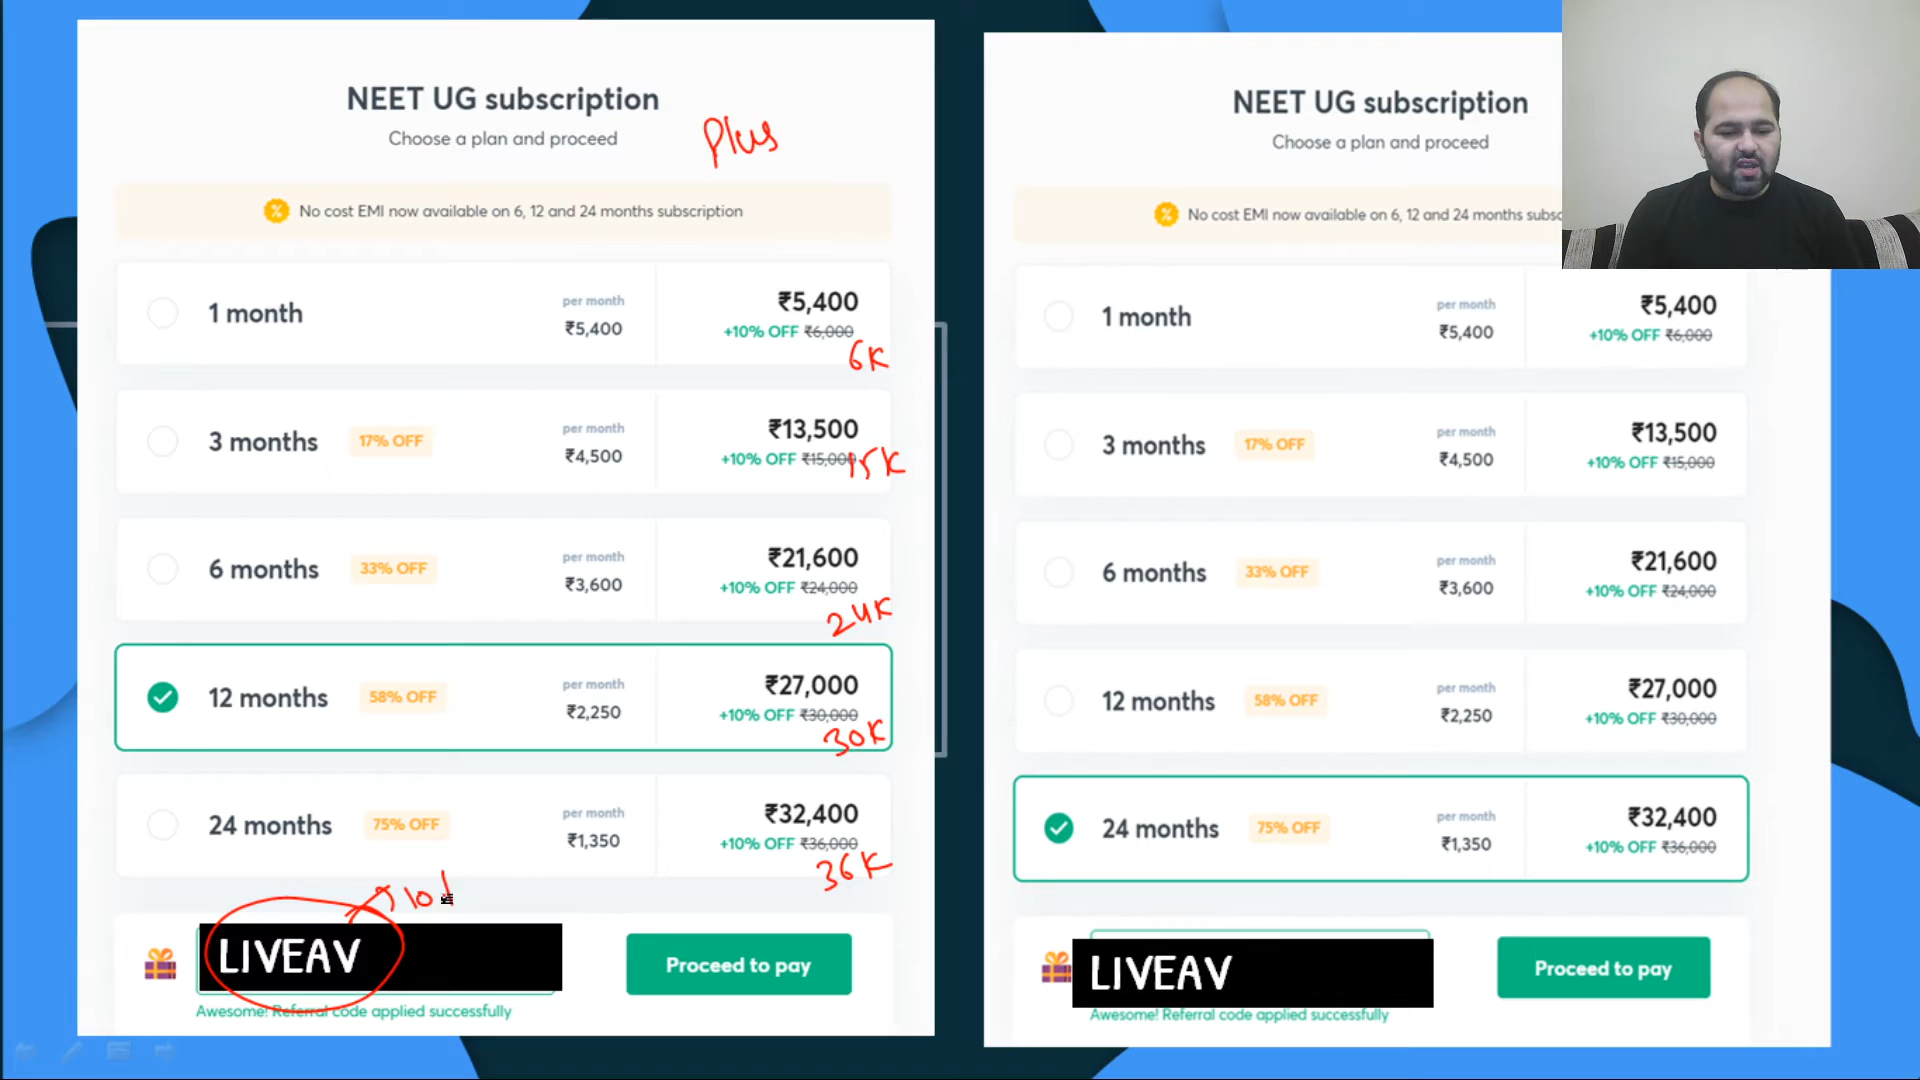 NEET UG subscription
Choose a plan and proceed
Plus
No cost EMI now available on 6, 12 and 24 months subscription
1 month
per month
₹5,400
₹5,400
+10% OFF ₹6,000
6K
3 months
17% OFF
per month
₹4,500
₹13,500
+10% OFF ₹15,000
15K
6 months
33% OFF
per month
₹3,600
₹21,600
+10% OFF ₹24,000
24K
12 months
58% OFF
per month
₹2,250
₹27,000
+10% OFF ₹30,000
30K
24 months
75% OFF
per month
₹1,350
₹32,400
+10% OFF ₹36,000
36K
10
LIVEAV
Proceed to pay
Awesome! Referral code applied successfully
NEET UG subscription
Choose a plan and proceed
No cost EMI now available on 6, 12 and 24 months subsc
1 month
per month
₹5,400
₹5,400
+10% OFF ₹6,000
3 months
17% OFF
per month
₹4,500
₹13,500
+10% OFF ₹15,000
6 months
33% OFF
per month
₹3,600
₹21,600
+10% OFF ₹24,000
12 months
58% OFF
per month
₹2,250
₹27,000
+10% OFF ₹30,000
24 months
75% OFF
per month
₹1,350
₹32,400
+10% OFF ₹36,000
LIVEAV
Proceed to pay
Awesome! Referral code applied successfully